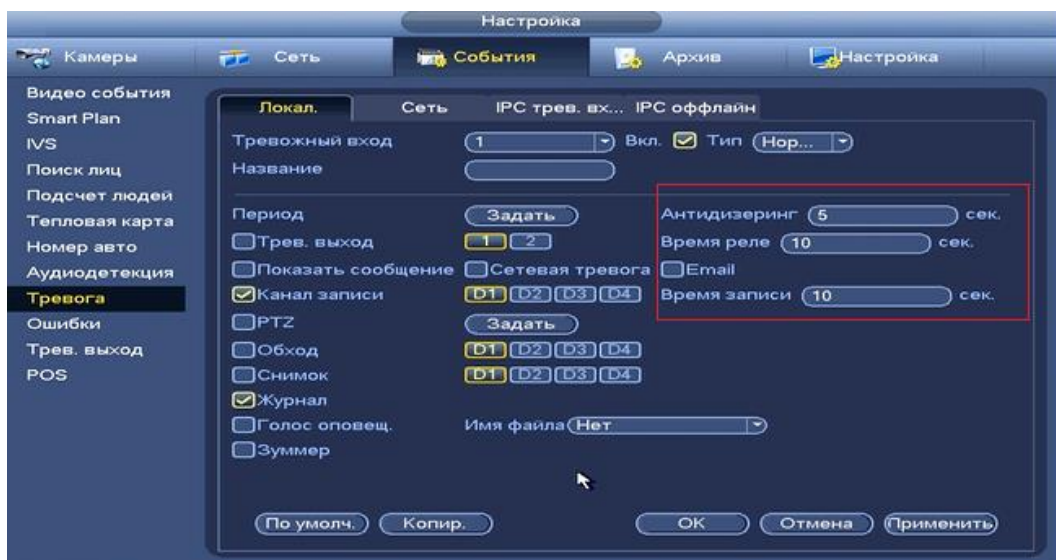 Настройка
Камеры Сеть События Архив Настройка
Видео события
Smart Plan
IVS
Поиск лиц
Подсчет людей
Тепловая карта
Номер авто
Аудиодетекция
Тревога
Ошибки
Трев. выход
POS
Локал. Сеть IPC трев. вх... IPC оффлайн
Тревожный вход 1 Вкл. Тип Нор...
Название
Период Задать Антидизеринг 5 сек.
Трев. выход 1 2 Время реле 10 сек.
Показать сообщение Сетевая тревога Email
Канал записи D1 D2 D3 D4 Время записи 10 сек.
PTZ Задать
Обход D1 D2 D3 D4
Снимок D1 D2 D3 D4
Журнал
Голос оповещ. Имя файла Нет
Зуммер
По умолч. Копир. OK Отмена Применить